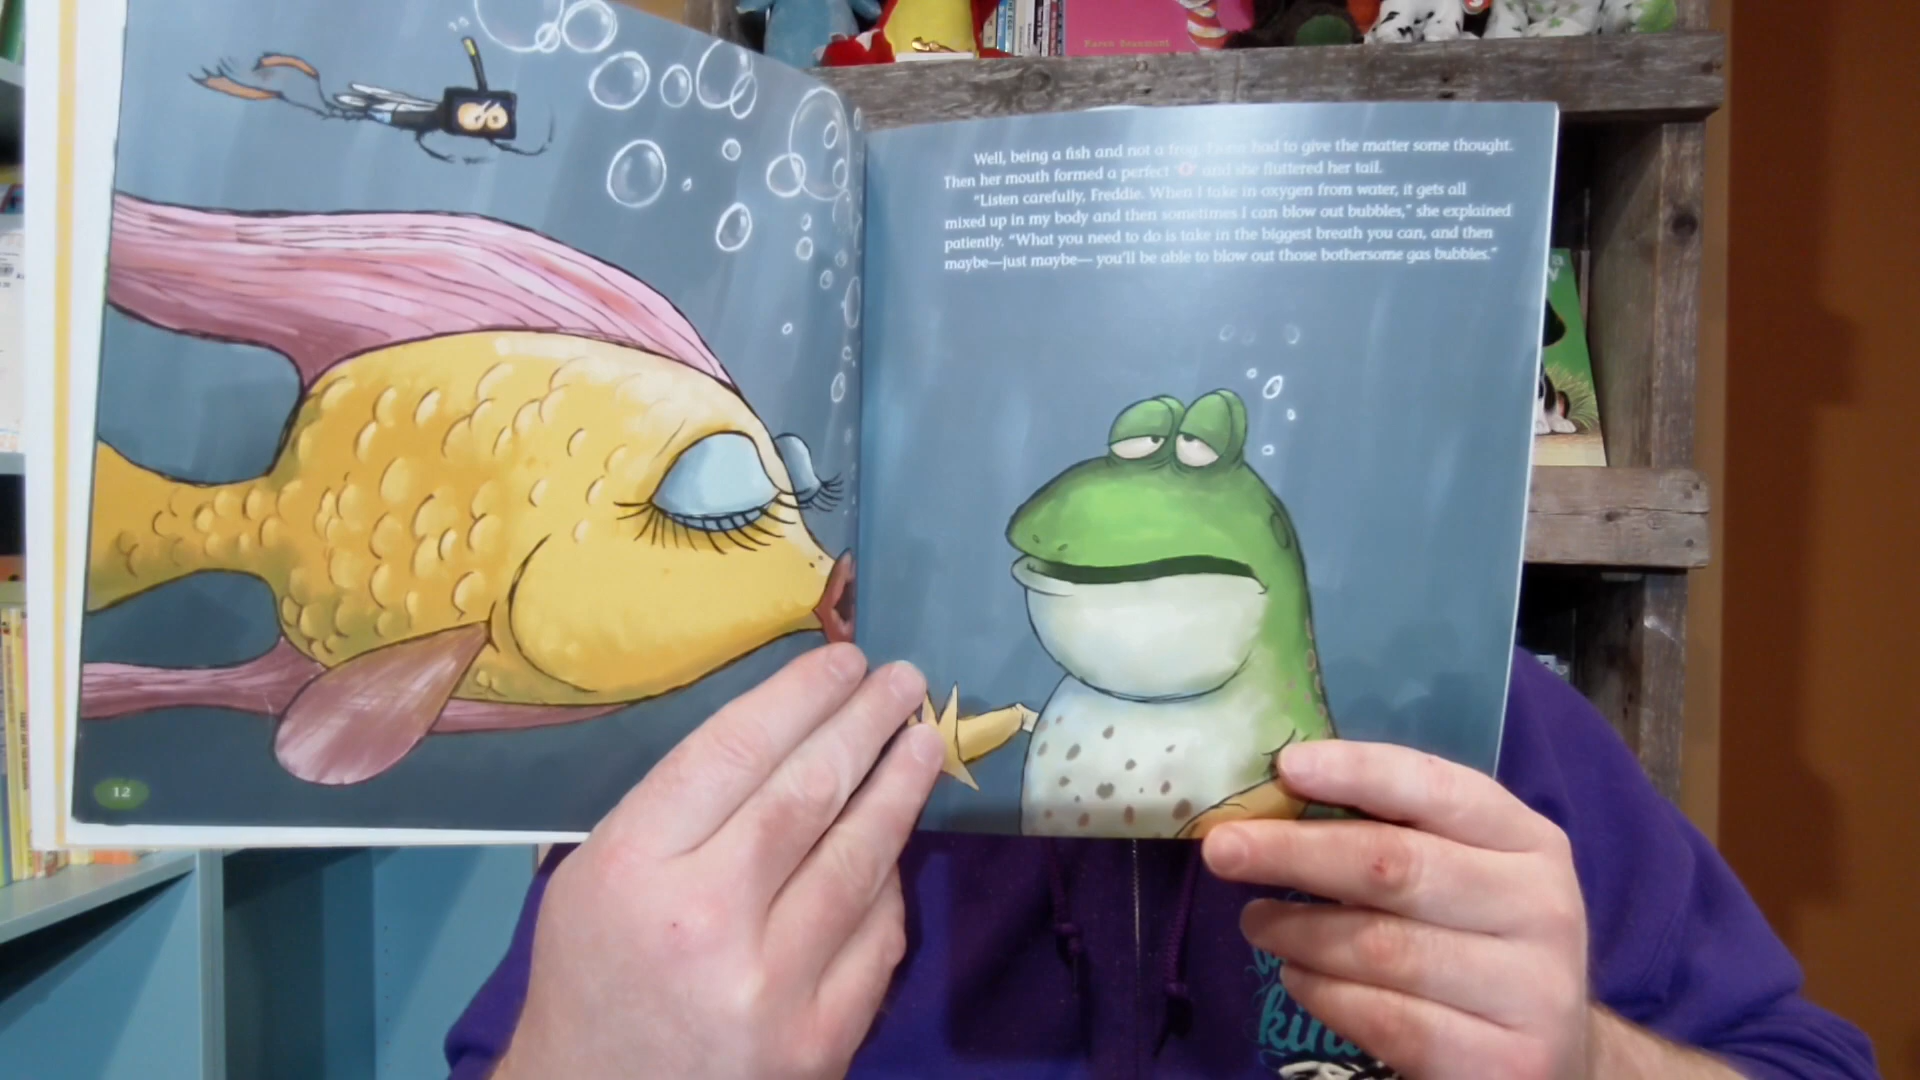 Karen Beaumont
Well, being a fish and not a frog, Fiona had to give the matter some thought.
Then her mouth formed a perfect "O" and she fluttered her tail.
"Listen carefully, Freddie. When I take in oxygen from water, it gets all
mixed up in my body and then sometimes I can blow out bubbles," she explained
patiently. "What you need to do is take in the biggest breath you can, and then
maybe—just maybe— you'll be able to blow out those bothersome gas bubbles."
12